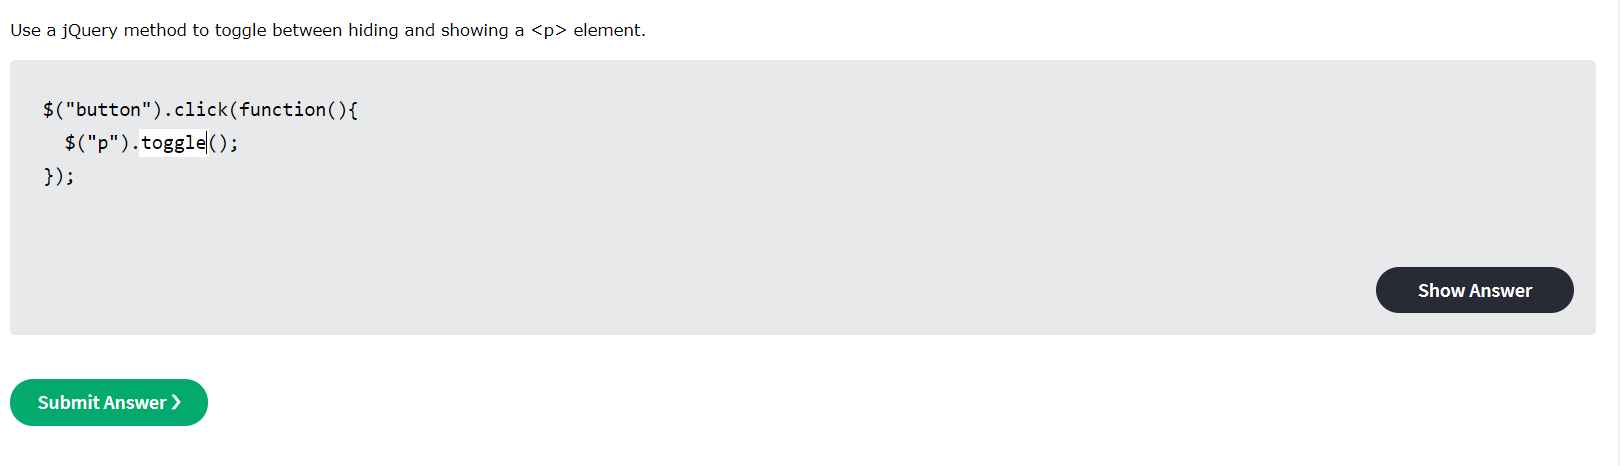 Use a jQuery method to toggle between hiding and showing a <p> element.
$("button").click(function(){
  $("p").toggle();
});
Show Answer
Submit Answer ❯